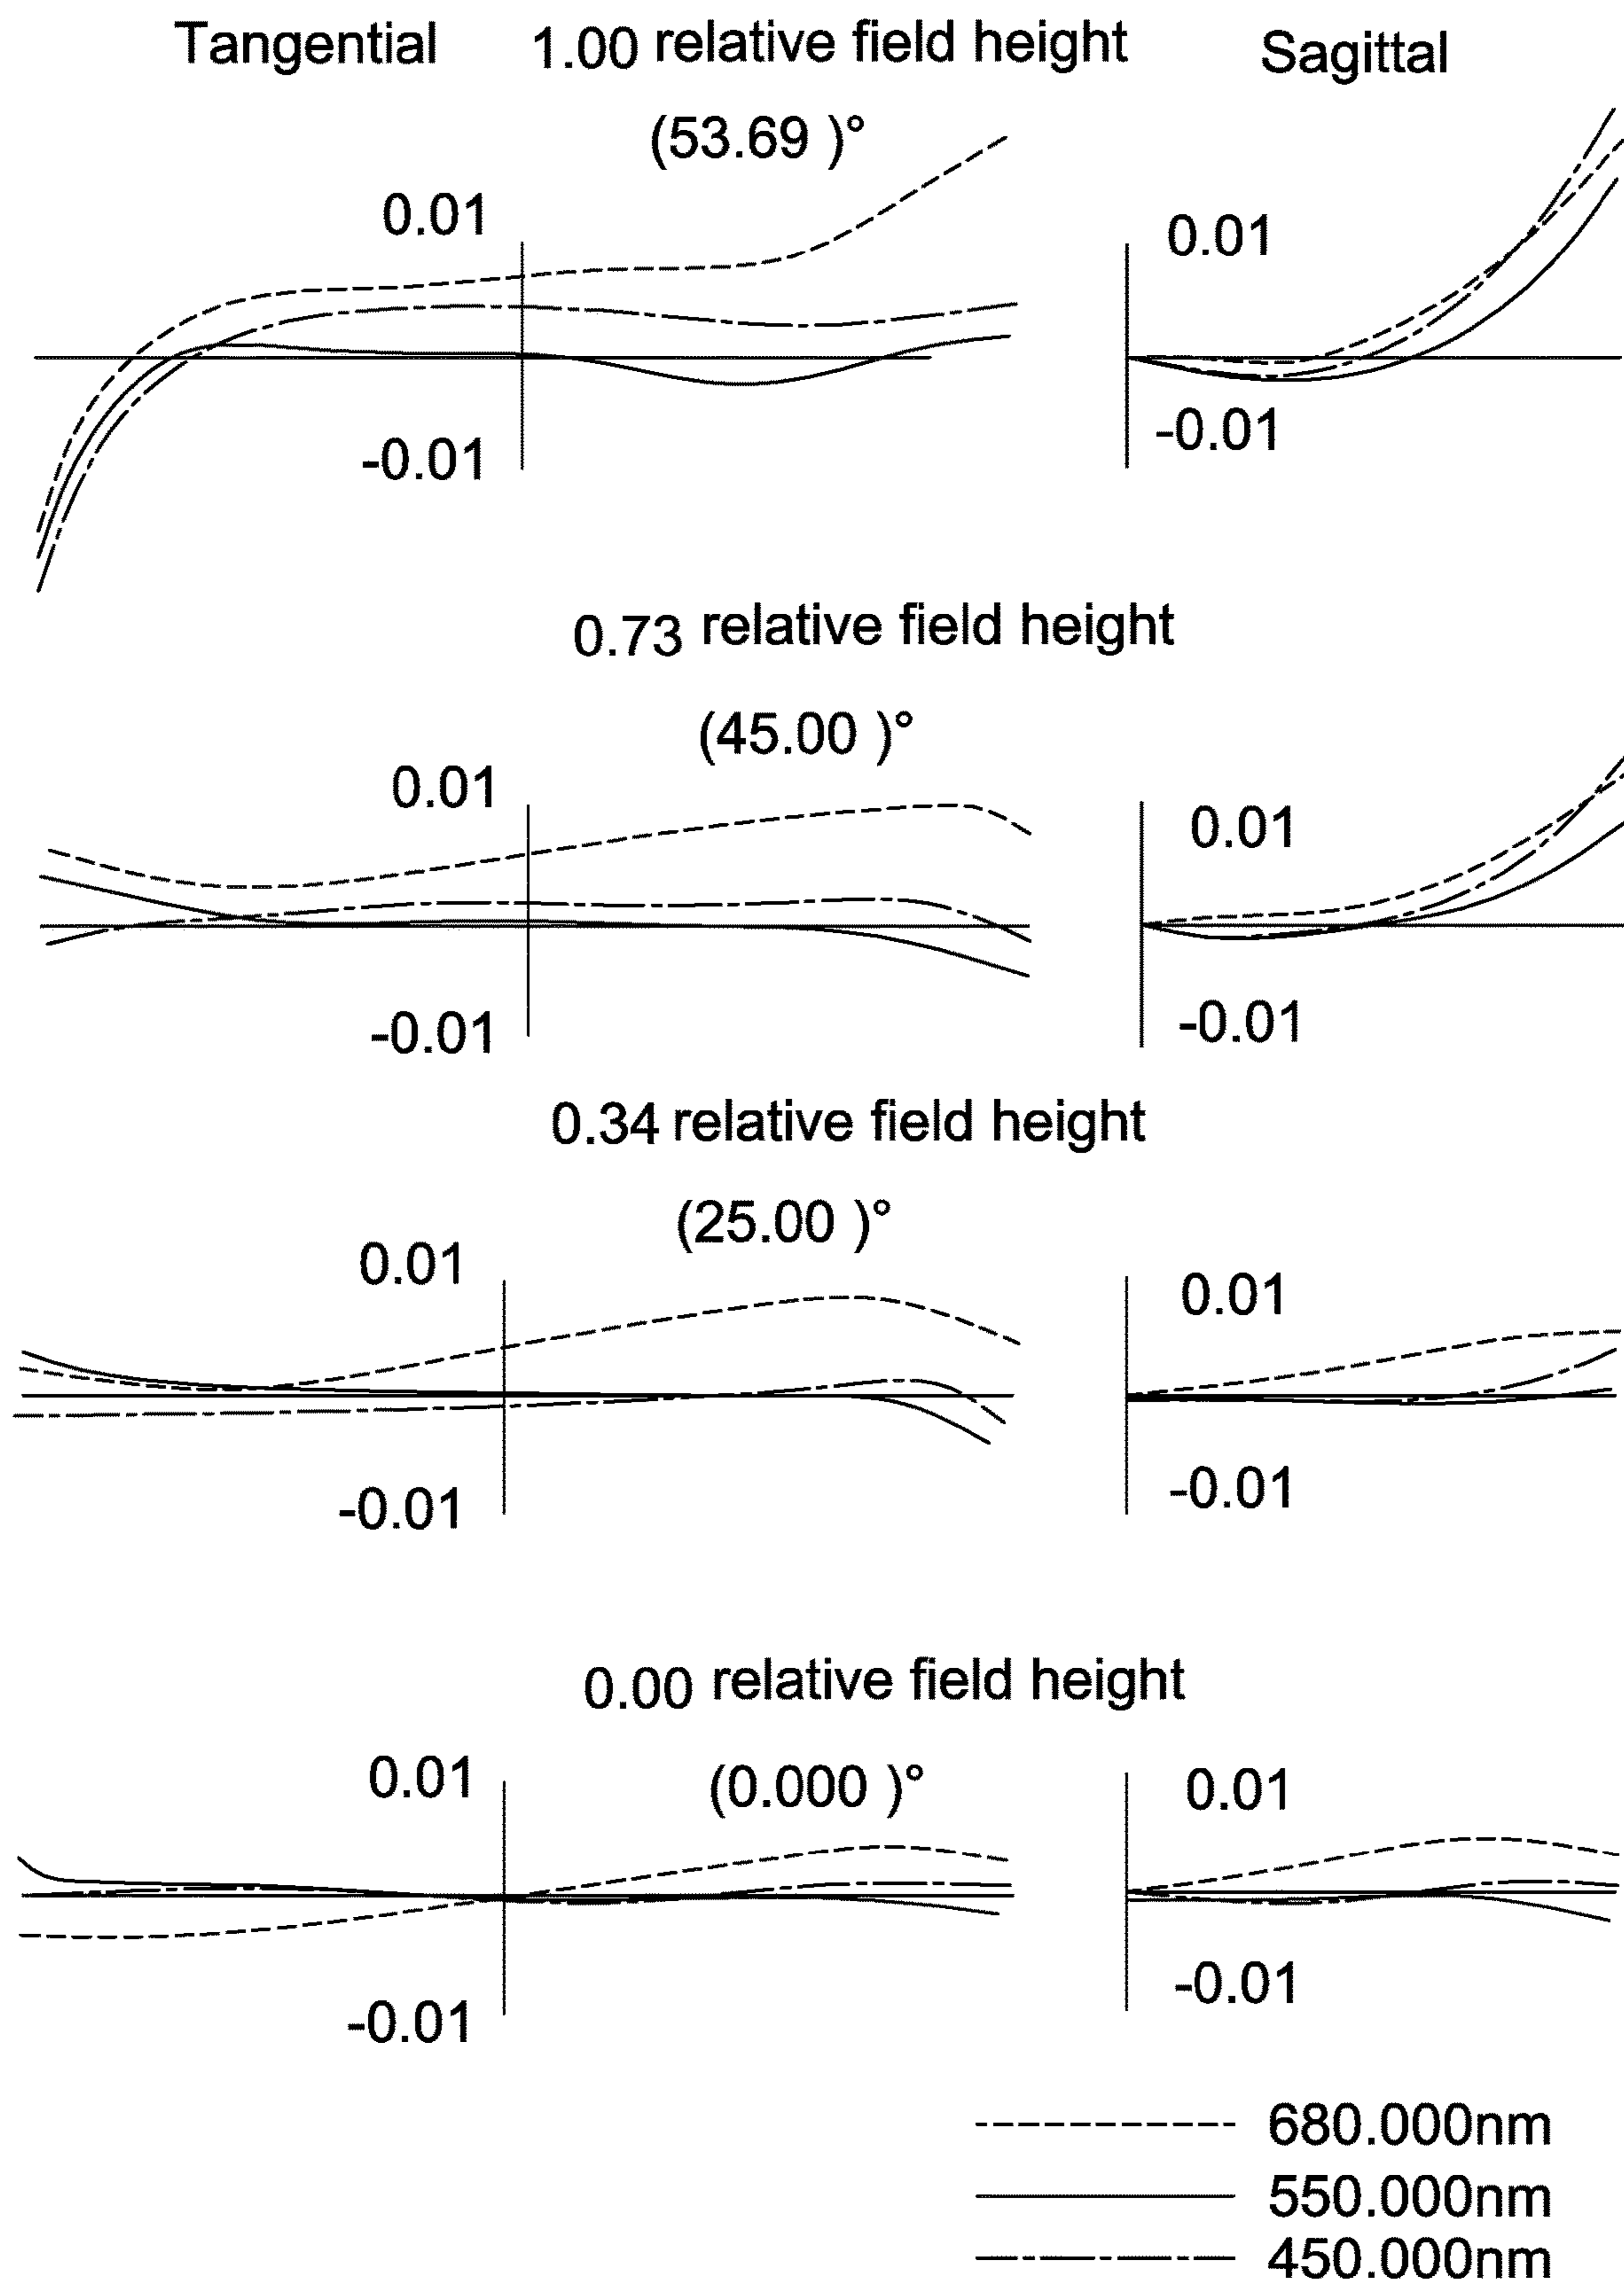 Tangential 1.00 relative field height Sagittal
(53.69 )°
0.01 0.01
-0.01 -0.01
0.73 relative field height
(45.00 )°
0.01 0.01
-0.01 -0.01
0.34 relative field height
(25.00 )°
0.01 0.01
-0.01 -0.01
0.00 relative field height
0.01 (0.000 )° 0.01
-0.01 -0.01
680.000nm
550.000nm
450.000nm